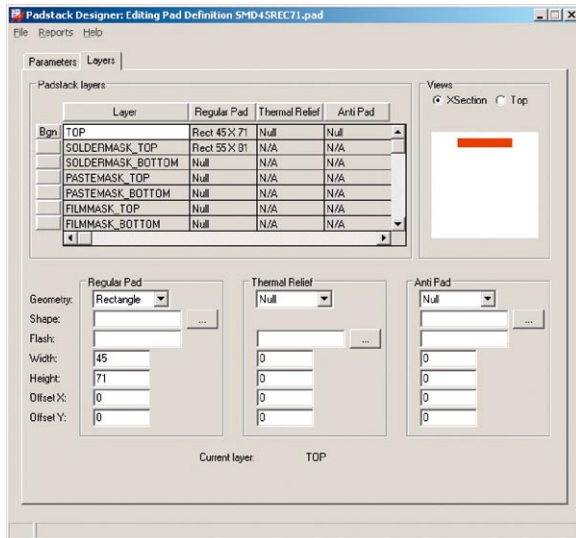 Padstack Designer: Editing Pad Definition SMD45REC71.pad
File Reports Help
Parameters Layers
Padstack layers
Views
XSection Top
Layer Regular Pad Thermal Relief Anti Pad
Bgn TOP Rect 45 X 71 Null Null
SOLDERMASK_TOP Rect 55 X 81 N/A N/A
SOLDERMASK_BOTTOM Null N/A N/A
PASTEMASK_TOP Null N/A N/A
PASTEMASK_BOTTOM Null N/A N/A
FILMMASK_TOP Null N/A N/A
FILMMASK_BOTTOM Null N/A N/A
Regular Pad Thermal Relief Anti Pad
Geometry: Rectangle Null Null
Shape: ... ...
Flash: ...
Width: 45 0 0
Height: 71 0 0
Offset X: 0 0 0
Offset Y: 0 0 0
Current layer: TOP